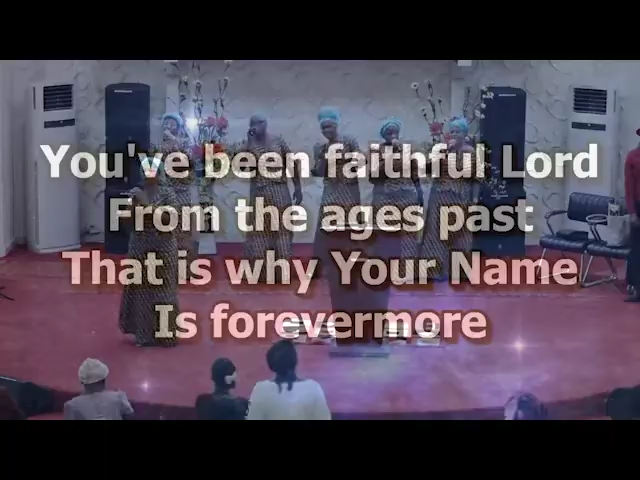 You've been faithful Lord
From the ages past
That is why Your Name
Is forevermore